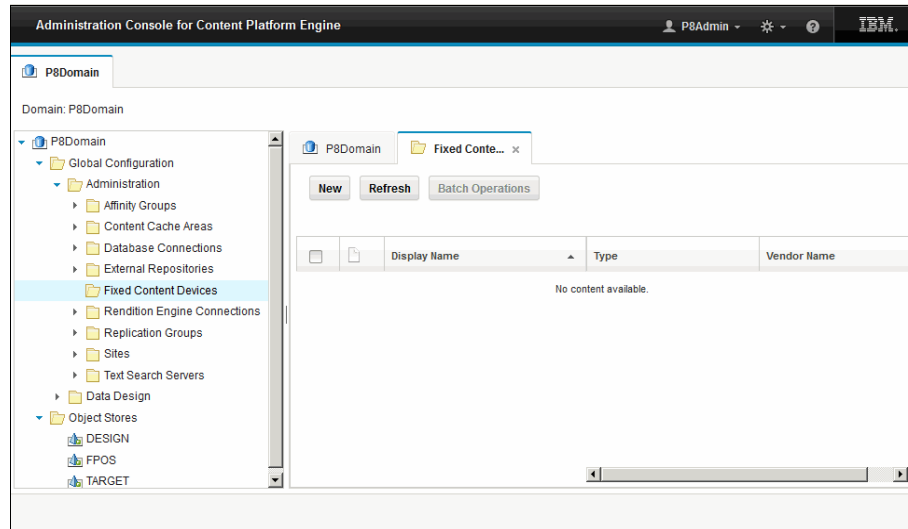 Administration Console for Content Platform Engine
P8Admin
IBM.
P8Domain
Domain: P8Domain
P8Domain
Global Configuration
Administration
Affinity Groups
Content Cache Areas
Database Connections
External Repositories
Fixed Content Devices
Rendition Engine Connections
Replication Groups
Sites
Text Search Servers
Data Design
Object Stores
DESIGN
FPOS
TARGET
P8Domain
Fixed Conte... ×
New Refresh Batch Operations
Display Name Type Vendor Name
No content available.